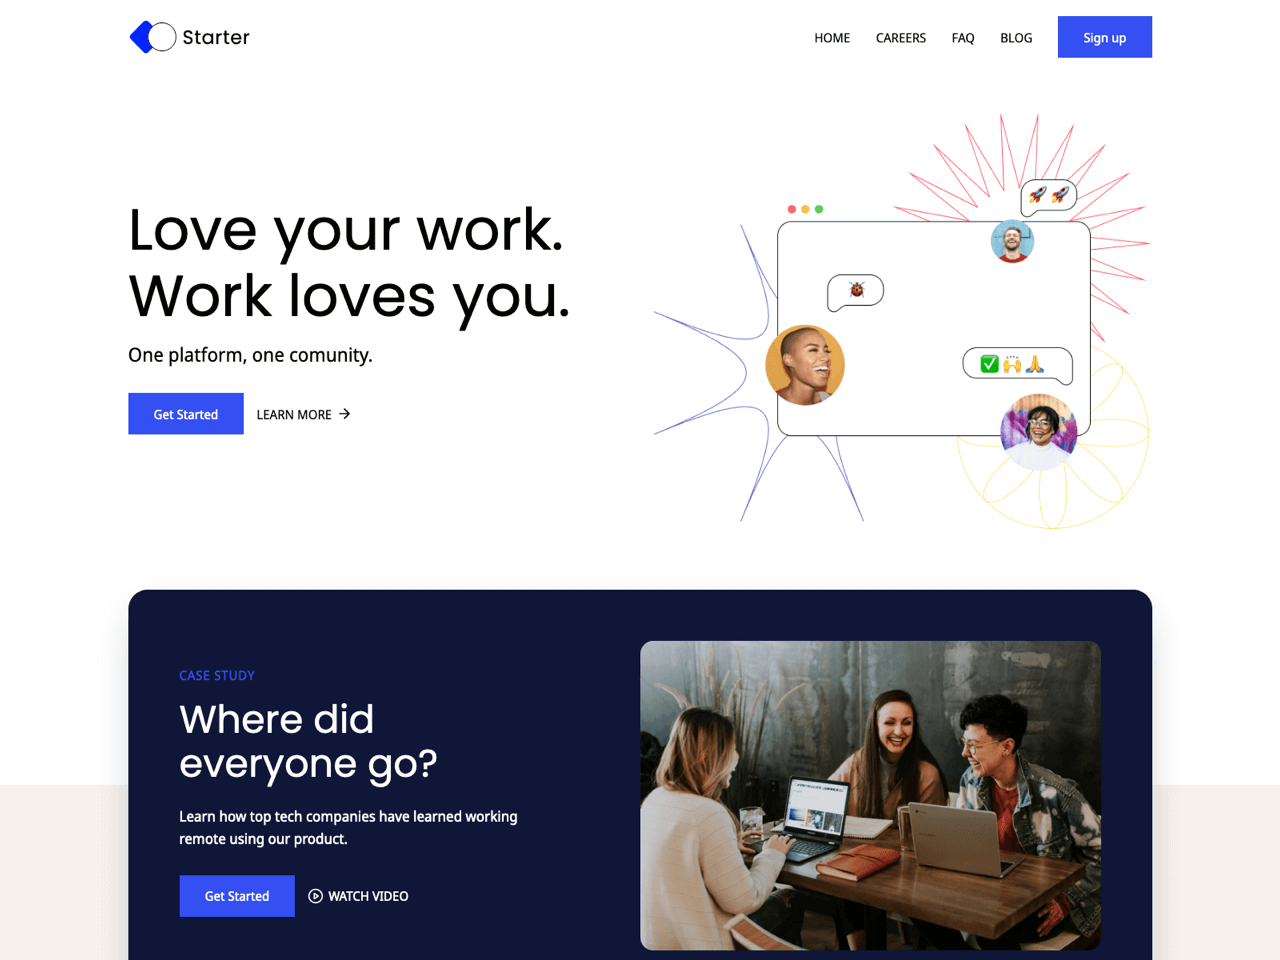 Starter
HOME CAREERS FAQ BLOG Sign up
Love your work.
Work loves you.
One platform, one comunity.
Get Started LEARN MORE
CASE STUDY
Where did
everyone go?
Learn how top tech companies have learned working
remote using our product.
Get Started WATCH VIDEO